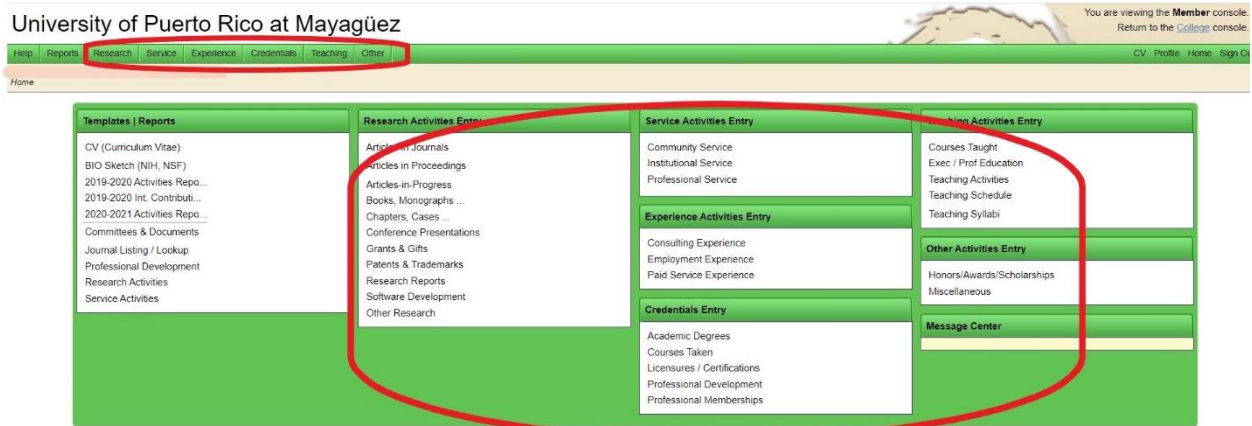 University of Puerto Rico at Mayagüez
You are viewing the Member console.
Return to the College console.
Help Reports Research Service Experience Credentials Teaching Other
CV Profile Home Sign
Home
Templates | Reports
CV (Curriculum Vitae)
BIO Sketch (NIH, NSF)
2019-2020 Activities Repo...
2019-2020 Int. Contributi...
2020-2021 Activities Repo...
Committees & Documents
Journal Listing / Lookup
Professional Development
Research Activities
Service Activities
Research Activities Entry
Articles in Journals
Articles in Proceedings
Articles-in-Progress
Books, Monographs ...
Chapters, Cases ...
Conference Presentations
Grants & Gifts
Patents & Trademarks
Research Reports
Software Development
Other Research
Service Activities Entry
Community Service
Institutional Service
Professional Service
Experience Activities Entry
Consulting Experience
Employment Experience
Paid Service Experience
Credentials Entry
Academic Degrees
Courses Taken
Licensures / Certifications
Professional Development
Professional Memberships
Teaching Activities Entry
Courses Taught
Exec / Prof Education
Teaching Activities
Teaching Schedule
Teaching Syllabi
Other Activities Entry
Honors/Awards/Scholarships
Miscellaneous
Message Center